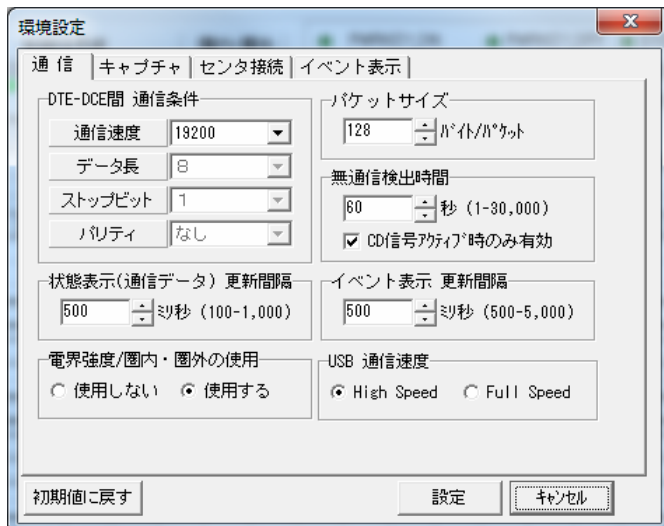 環境設定
通 信 キャプチャ センタ接続 イベント表示
DTE-DCE間 通信条件
通信速度 19200
データ長 8
ストップビット 1
パリティ なし
パケットサイズ
128 バイト/パケット
無通信検出時間
60 秒 (1-30,000)
CD信号アクティブ時のみ有効
状態表示(通信データ) 更新間隔
500 ミリ秒 (100-1,000)
イベント表示 更新間隔
500 ミリ秒 (500-5,000)
電界強度/圏内・圏外の使用
使用しない 使用する
USB 通信速度
High Speed Full Speed
初期値に戻す 設定 キャンセル